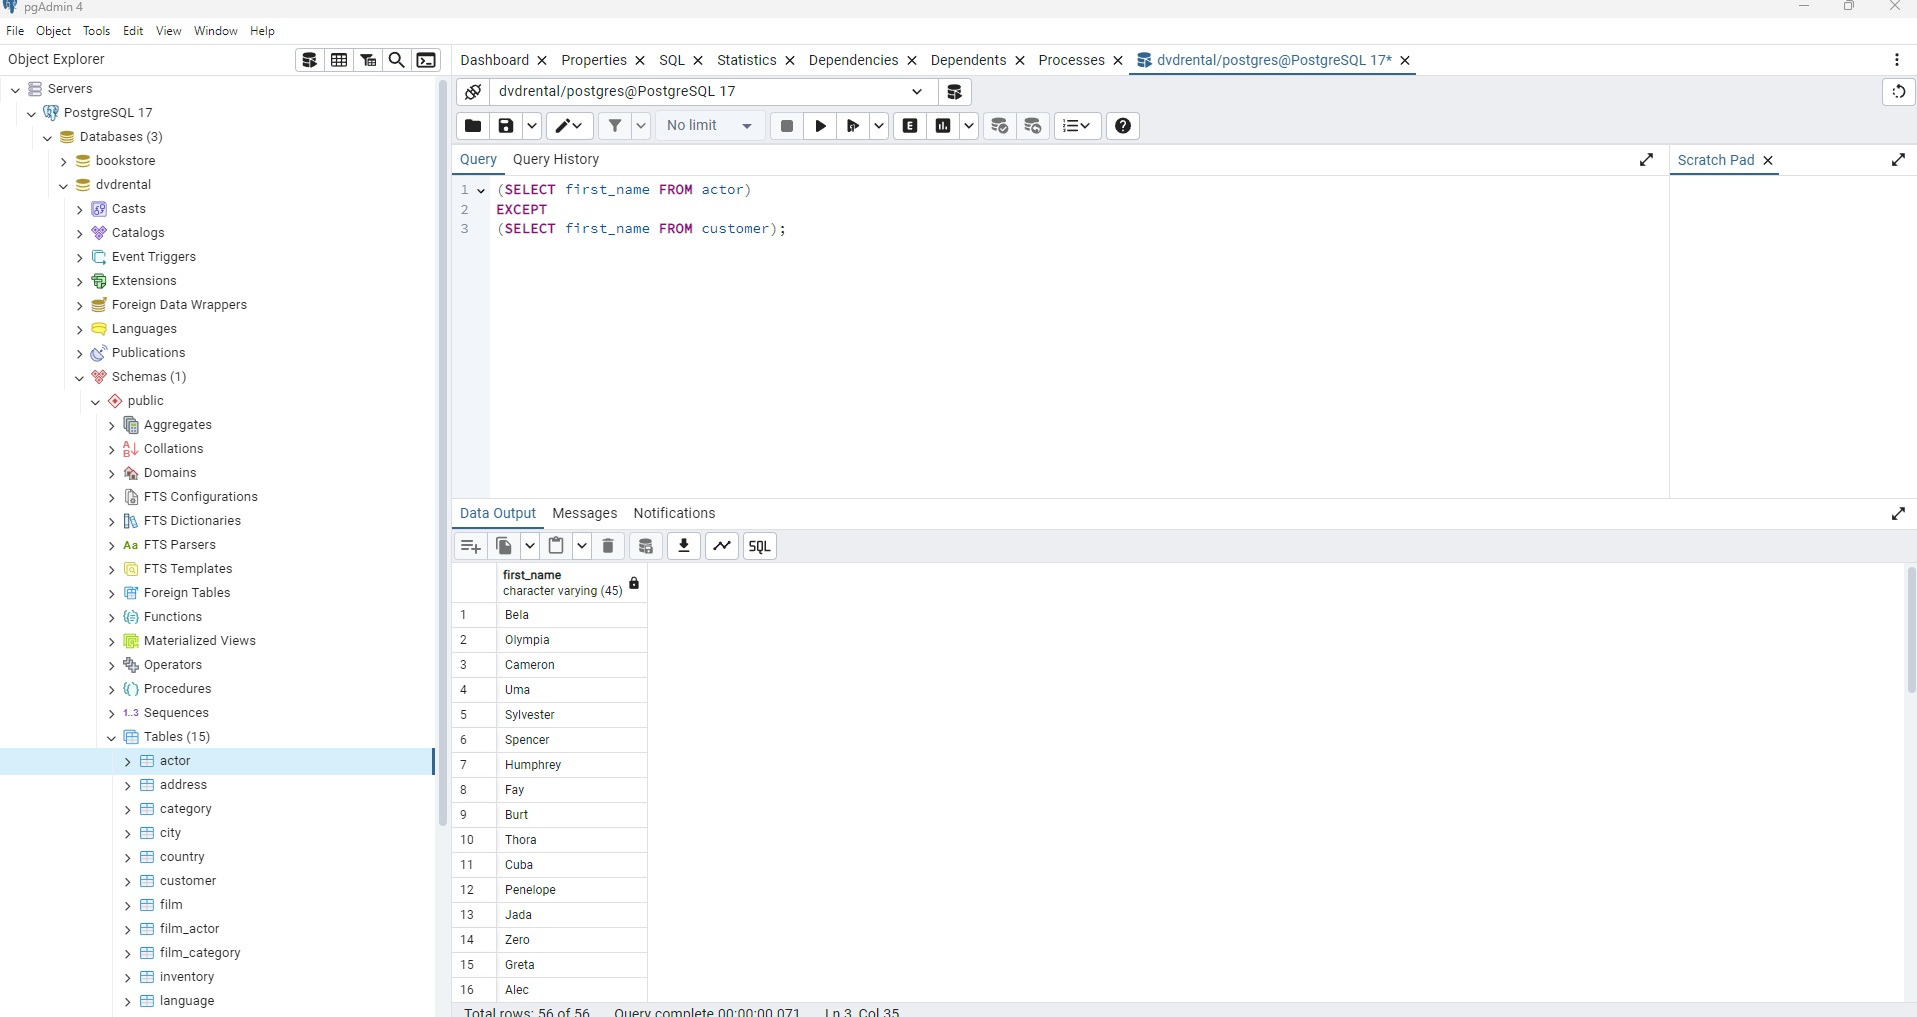 pgAdmin 4
File Object Tools Edit View Window Help
Object Explorer
Servers
PostgreSQL 17
Databases (3)
bookstore
dvdrental
Casts
Catalogs
Event Triggers
Extensions
Foreign Data Wrappers
Languages
Publications
Schemas (1)
public
Aggregates
Collations
Domains
FTS Configurations
FTS Dictionaries
Aa FTS Parsers
FTS Templates
Foreign Tables
Functions
Materialized Views
Operators
Procedures
1..3 Sequences
Tables (15)
actor
address
category
city
country
customer
film
film_actor
film_category
inventory
language
Dashboard Properties SQL Statistics Dependencies Dependents Processes dvdrental/postgres@PostgreSQL 17*
dvdrental/postgres@PostgreSQL 17
No limit E
Query Query History
Scratch Pad
1 (SELECT first_name FROM actor)
2 EXCEPT
3 (SELECT first_name FROM customer);
Data Output Messages Notifications
SQL
first_name
character varying (45)
1 Bela
2 Olympia
3 Cameron
4 Uma
5 Sylvester
6 Spencer
7 Humphrey
8 Fay
9 Burt
10 Thora
11 Cuba
12 Penelope
13 Jada
14 Zero
15 Greta
16 Alec
Total rows: 56 of 56 Query complete 00:00:00.071 Ln 3, Col 35